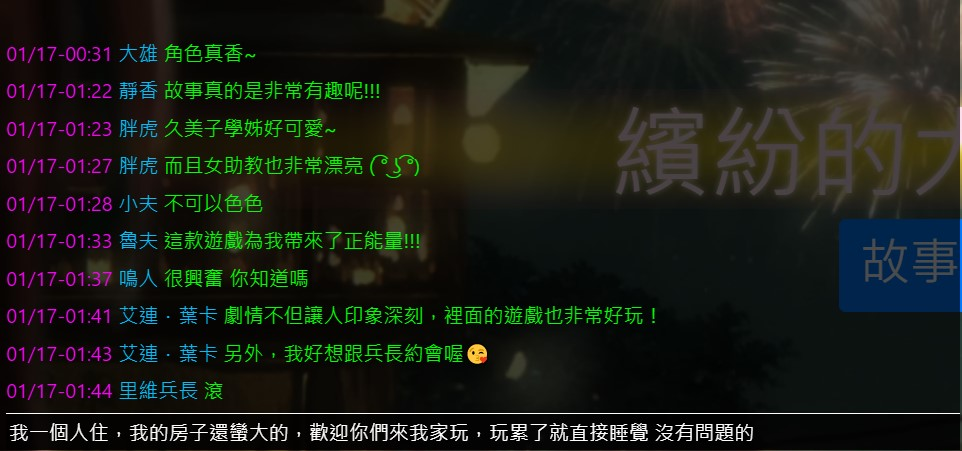 01/17-00:31 大雄 角色真香~
01/17-01:22 靜香 故事真的是非常有趣呢!!!
01/17-01:23 胖虎 久美子學姊好可愛~
繽紛的
01/17-01:27 胖虎 而且女助教也非常漂亮 ( ͡° ͜ʖ ͡°)
01/17-01:28 小夫 不可以色色
01/17-01:33 魯夫 這款遊戲為我帶來了正能量!!!
故事
01/17-01:37 鳴人 很興奮 你知道嗎
01/17-01:41 艾連．葉卡 劇情不但讓人印象深刻，裡面的遊戲也非常好玩！
01/17-01:43 艾連．葉卡 另外，我好想跟兵長約會喔😘
01/17-01:44 里維兵長 滾
我一個人住，我的房子還蠻大的，歡迎你們來我家玩，玩累了就直接睡覺 沒有問題的